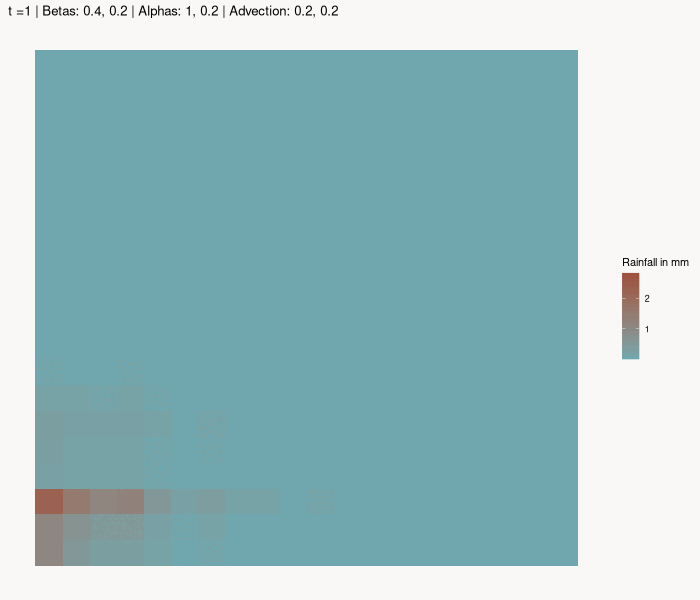 t =1 | Betas: 0.4, 0.2 | Alphas: 1, 0.2 | Advection: 0.2, 0.2
Rainfall in mm
2
1